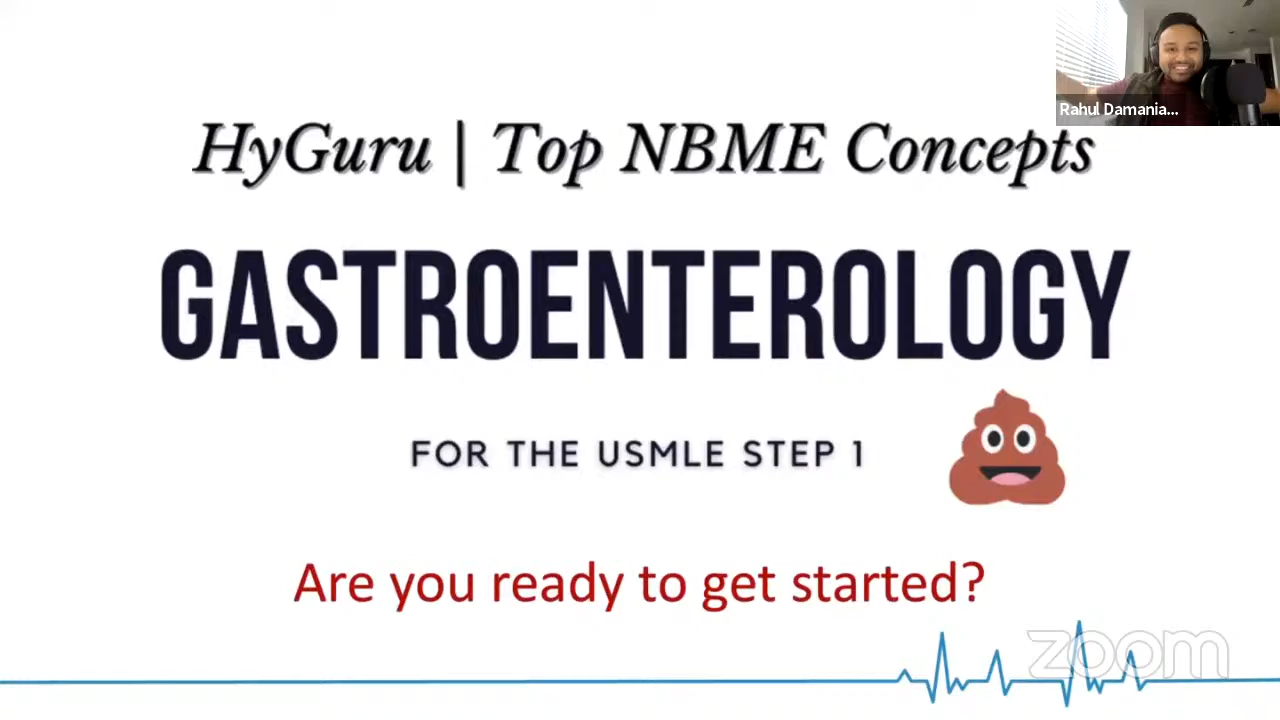 Rahul Damania...
HyGuru | Top NBME Concepts
GASTROENTEROLOGY
FOR THE USMLE STEP 1
Are you ready to get started?
zoom